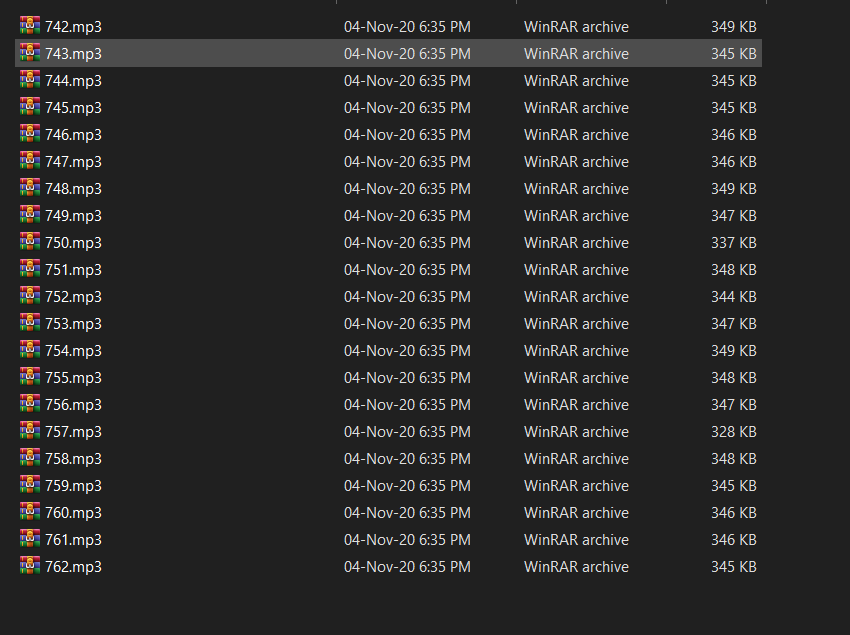 742.mp3 04-Nov-20 6:35 PM WinRAR archive 349 KB
743.mp3 04-Nov-20 6:35 PM WinRAR archive 345 KB
744.mp3 04-Nov-20 6:35 PM WinRAR archive 345 KB
745.mp3 04-Nov-20 6:35 PM WinRAR archive 345 KB
746.mp3 04-Nov-20 6:35 PM WinRAR archive 346 KB
747.mp3 04-Nov-20 6:35 PM WinRAR archive 346 KB
748.mp3 04-Nov-20 6:35 PM WinRAR archive 349 KB
749.mp3 04-Nov-20 6:35 PM WinRAR archive 347 KB
750.mp3 04-Nov-20 6:35 PM WinRAR archive 337 KB
751.mp3 04-Nov-20 6:35 PM WinRAR archive 348 KB
752.mp3 04-Nov-20 6:35 PM WinRAR archive 344 KB
753.mp3 04-Nov-20 6:35 PM WinRAR archive 347 KB
754.mp3 04-Nov-20 6:35 PM WinRAR archive 349 KB
755.mp3 04-Nov-20 6:35 PM WinRAR archive 348 KB
756.mp3 04-Nov-20 6:35 PM WinRAR archive 347 KB
757.mp3 04-Nov-20 6:35 PM WinRAR archive 328 KB
758.mp3 04-Nov-20 6:35 PM WinRAR archive 348 KB
759.mp3 04-Nov-20 6:35 PM WinRAR archive 345 KB
760.mp3 04-Nov-20 6:35 PM WinRAR archive 346 KB
761.mp3 04-Nov-20 6:35 PM WinRAR archive 346 KB
762.mp3 04-Nov-20 6:35 PM WinRAR archive 345 KB